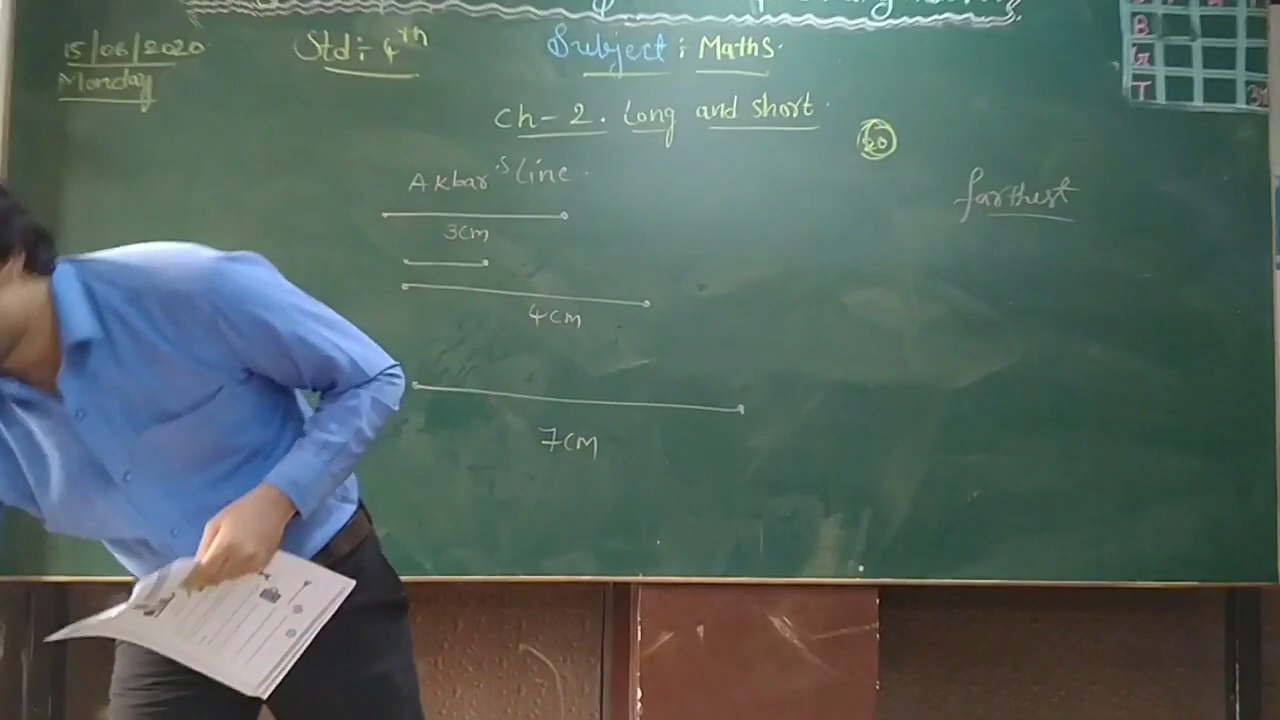 15/06/2020
Monday
Std: 4th
Subject: Maths.
Ch-2. Long and short.
Akbar's line.
3cm
4cm
7cm
farthest
B
G
T